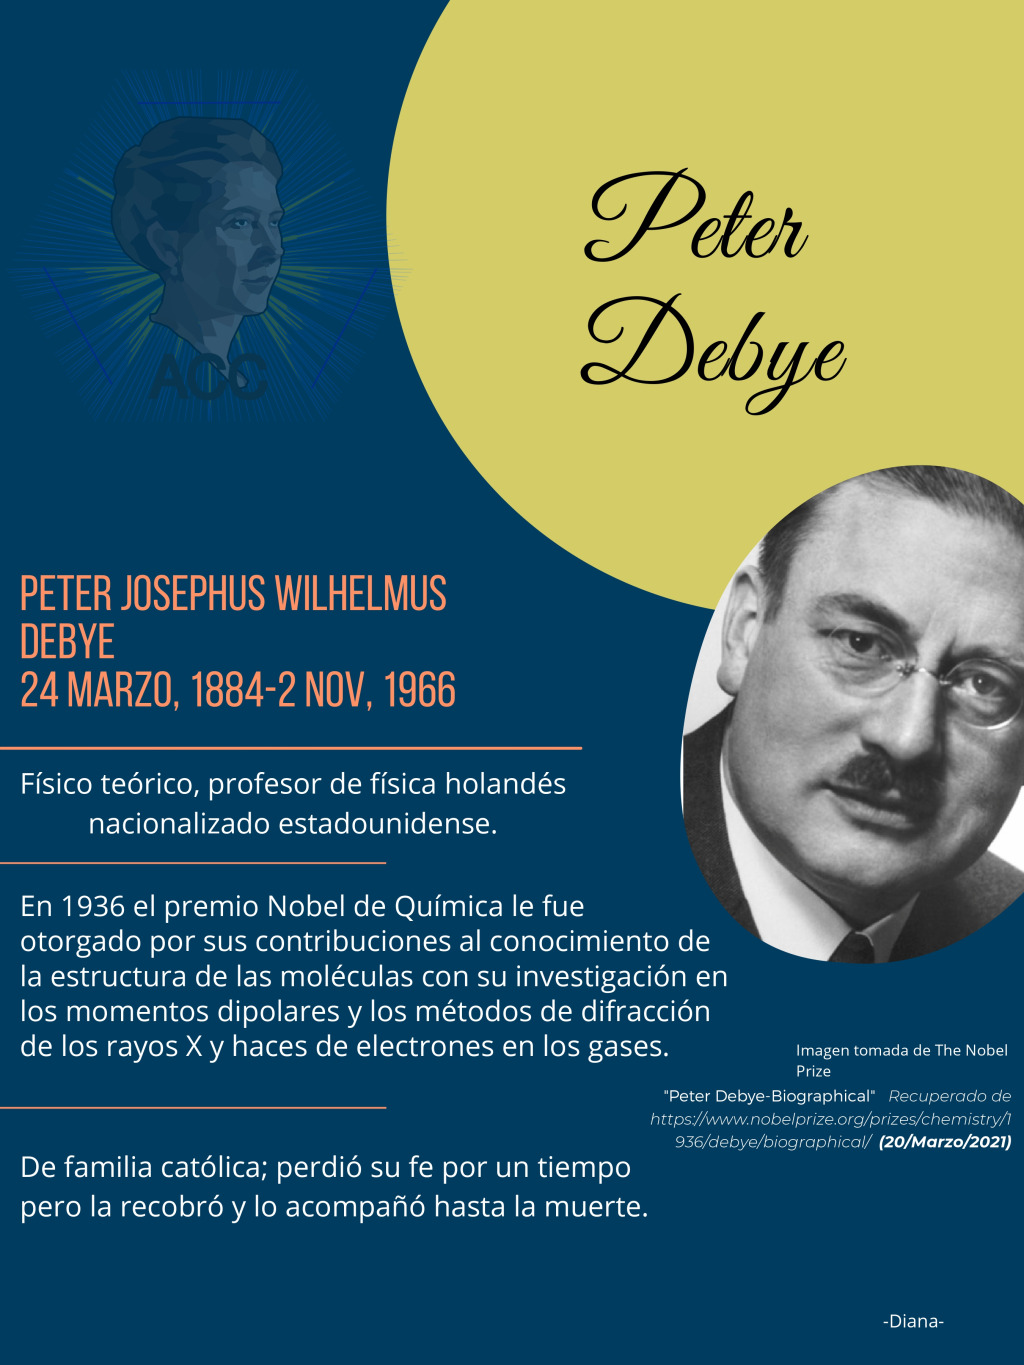 Peter
Debye
ACC
PETER JOSEPHUS WILHELMUS
DEBYE
24 MARZO, 1884-2 NOV, 1966
Físico teórico, profesor de física holandés
nacionalizado estadounidense.
En 1936 el premio Nobel de Química le fue
otorgado por sus contribuciones al conocimiento de
la estructura de las moléculas con su investigación en
los momentos dipolares y los métodos de difracción
de los rayos X y haces de electrones en los gases.
Imagen tomada de The Nobel
Prize
"Peter Debye-Biographical" Recuperado de
https://www.nobelprize.org/prizes/chemistry/1
936/debye/biographical/ (20/Marzo/2021)
De familia católica; perdió su fe por un tiempo
pero la recobró y lo acompañó hasta la muerte.
-Diana-